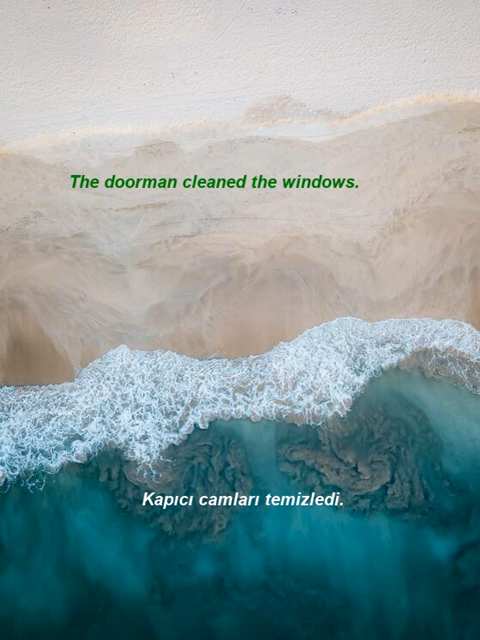 The doorman cleaned the windows.
Kapıcı camları temizledi.